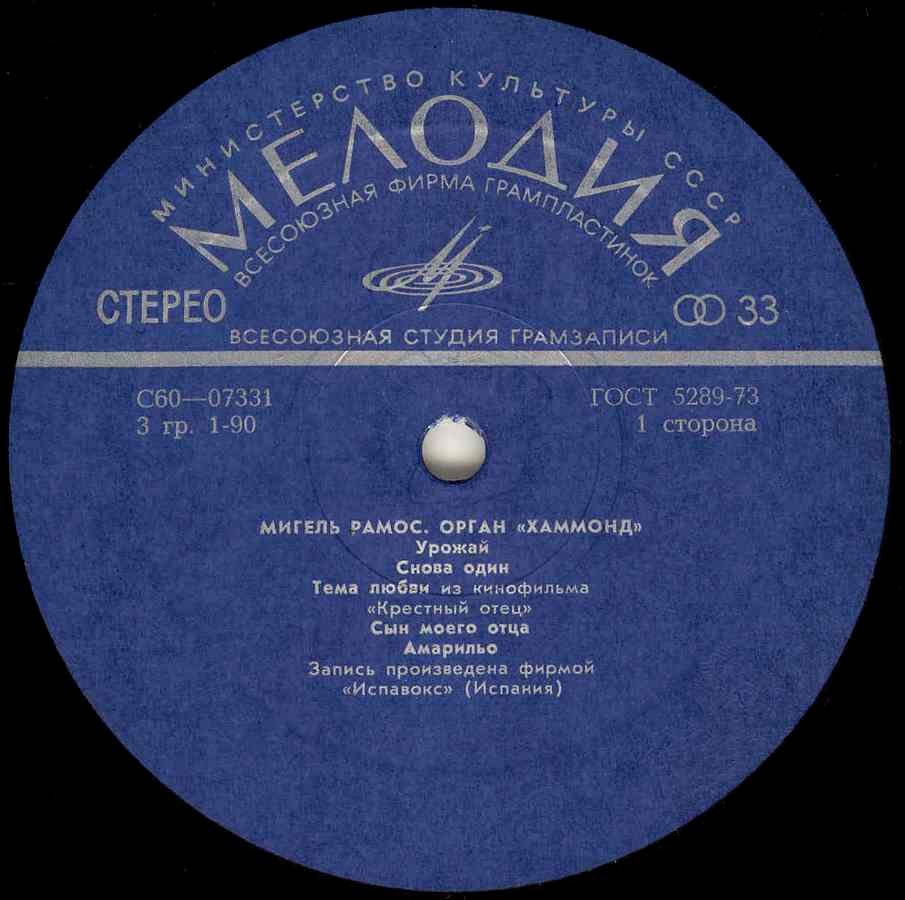 МИНИСТЕРСТВО КУЛЬТУРЫ СССР
МЕЛОДИЯ
ВСЕСОЮЗНАЯ ФИРМА ГРАМПЛАСТИНОК
СТЕРЕО
33
ВСЕСОЮЗНАЯ СТУДИЯ ГРАМЗАПИСИ
С60—07331
ГОСТ 5289-73
3 гр. 1-90
1 сторона
МИГЕЛЬ РАМОС. ОРГАН «ХАММОНД»
Урожай
Снова один
Тема любви из кинофильма
«Крестный отец»
Сын моего отца
Амарильо
Запись произведена фирмой
«Испавокс» (Испания)